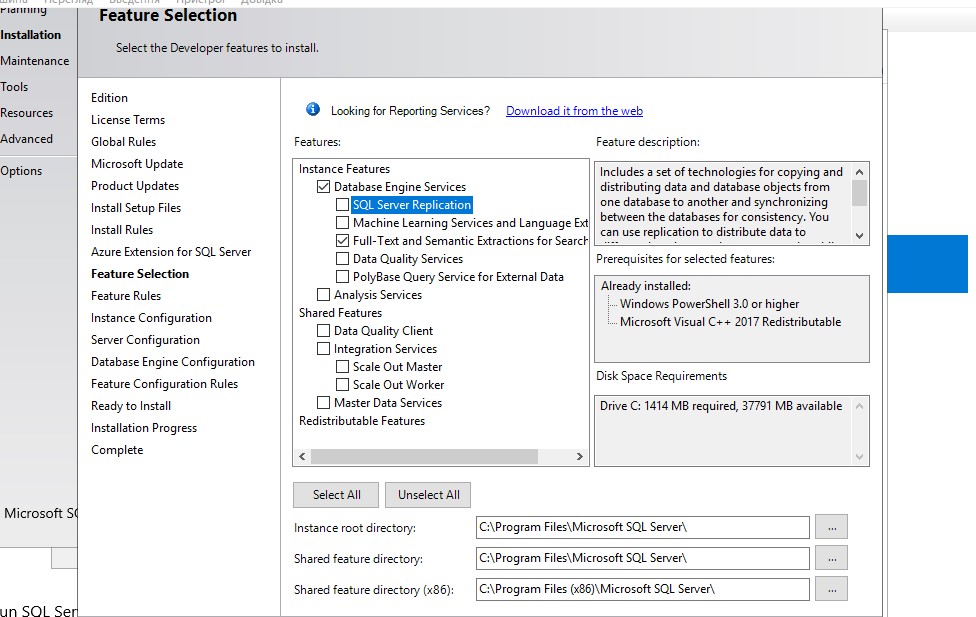 Перегляд Введення Пристрої Довідка
Planning
Installation
Maintenance
Tools
Resources
Advanced
Options
Microsoft SQ
un SQL Ser
Feature Selection
Select the Developer features to install.
Edition
License Terms
Global Rules
Microsoft Update
Product Updates
Install Setup Files
Install Rules
Azure Extension for SQL Server
Feature Selection
Feature Rules
Instance Configuration
Server Configuration
Database Engine Configuration
Feature Configuration Rules
Ready to Install
Installation Progress
Complete
Looking for Reporting Services? Download it from the web
Features:
Instance Features
Database Engine Services
SQL Server Replication
Machine Learning Services and Language Ext
Full-Text and Semantic Extractions for Search
Data Quality Services
PolyBase Query Service for External Data
Analysis Services
Shared Features
Data Quality Client
Integration Services
Scale Out Master
Scale Out Worker
Master Data Services
Redistributable Features
Feature description:
Includes a set of technologies for copying and
distributing data and database objects from
one database to another and synchronizing
between the databases for consistency. You
can use replication to distribute data to
Prerequisites for selected features:
Already installed:
Windows PowerShell 3.0 or higher
Microsoft Visual C++ 2017 Redistributable
Disk Space Requirements
Drive C: 1414 MB required, 37791 MB available
Select All
Unselect All
Instance root directory:
C:\Program Files\Microsoft SQL Server\
...
Shared feature directory:
C:\Program Files\Microsoft SQL Server\
...
Shared feature directory (x86):
C:\Program Files (x86)\Microsoft SQL Server\
...